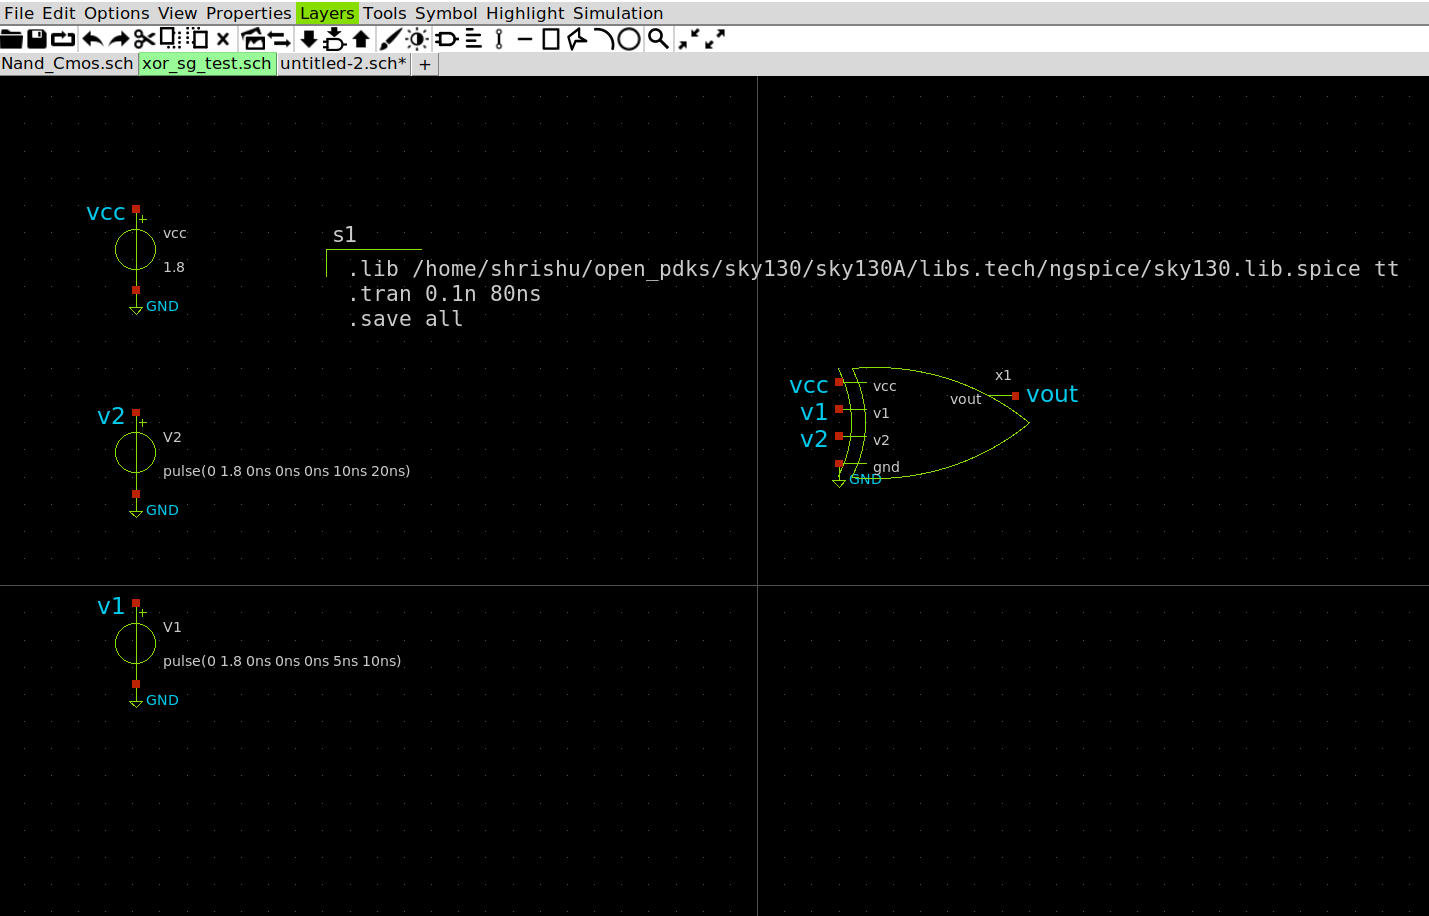 File Edit Options View Properties Layers Tools Symbol Highlight Simulation
Nand_Cmos.sch xor_sg_test.sch untitled-2.sch* +
vcc
+
vcc
1.8
GND
s1
.lib /home/shrishu/open_pdks/sky130/sky130A/libs.tech/ngspice/sky130.lib.spice tt
.tran 0.1n 80ns
.save all
v2
+
V2
pulse(0 1.8 0ns 0ns 0ns 10ns 20ns)
GND
x1
vcc vcc
vout vout
v1 v1
v2 v2
gnd
GND
v1
+
V1
pulse(0 1.8 0ns 0ns 0ns 5ns 10ns)
GND